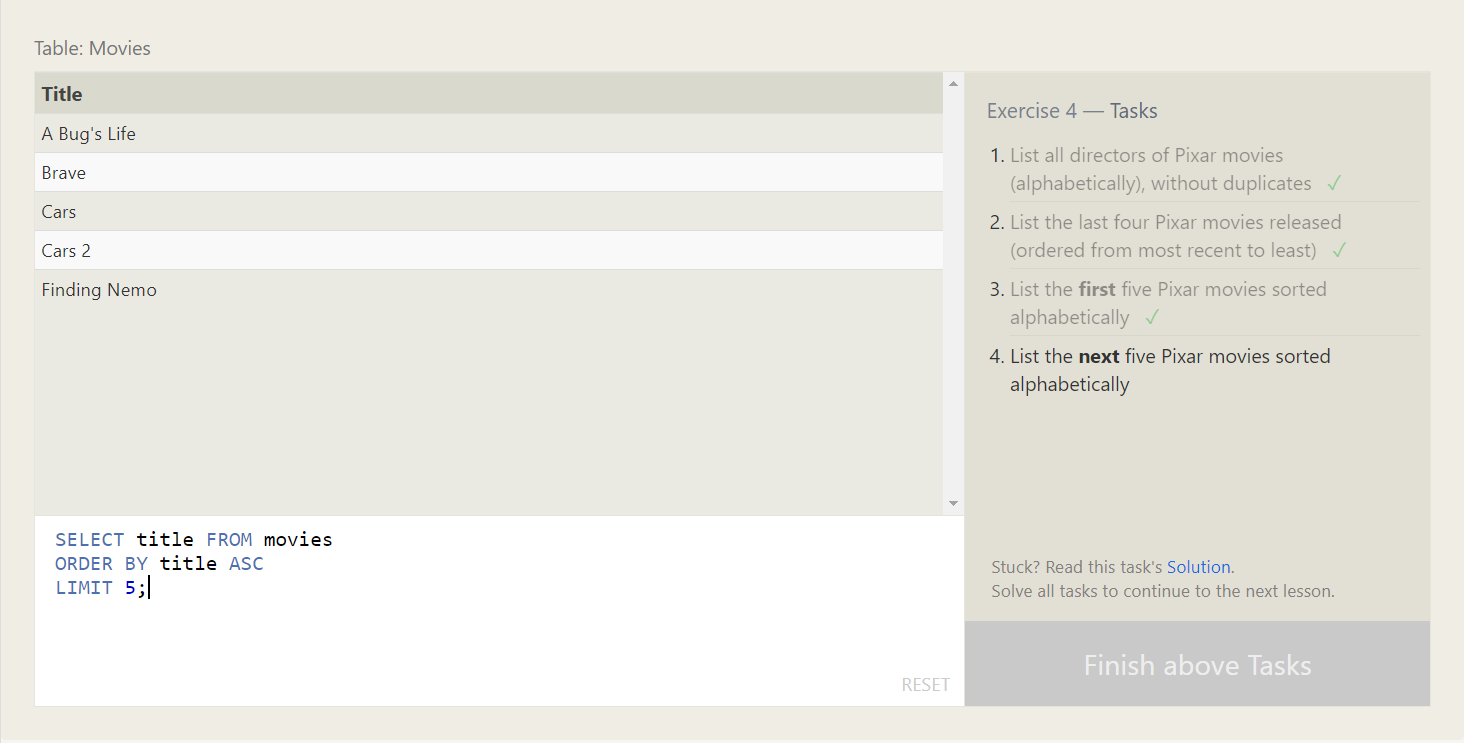 Table: Movies
Title
A Bug's Life
Brave
Cars
Cars 2
Finding Nemo
SELECT title FROM movies
ORDER BY title ASC
LIMIT 5;
RESET
Exercise 4 — Tasks
1. List all directors of Pixar movies
(alphabetically), without duplicates ✓
2. List the last four Pixar movies released
(ordered from most recent to least) ✓
3. List the first five Pixar movies sorted
alphabetically ✓
4. List the next five Pixar movies sorted
alphabetically
Stuck? Read this task's Solution.
Solve all tasks to continue to the next lesson.
Finish above Tasks